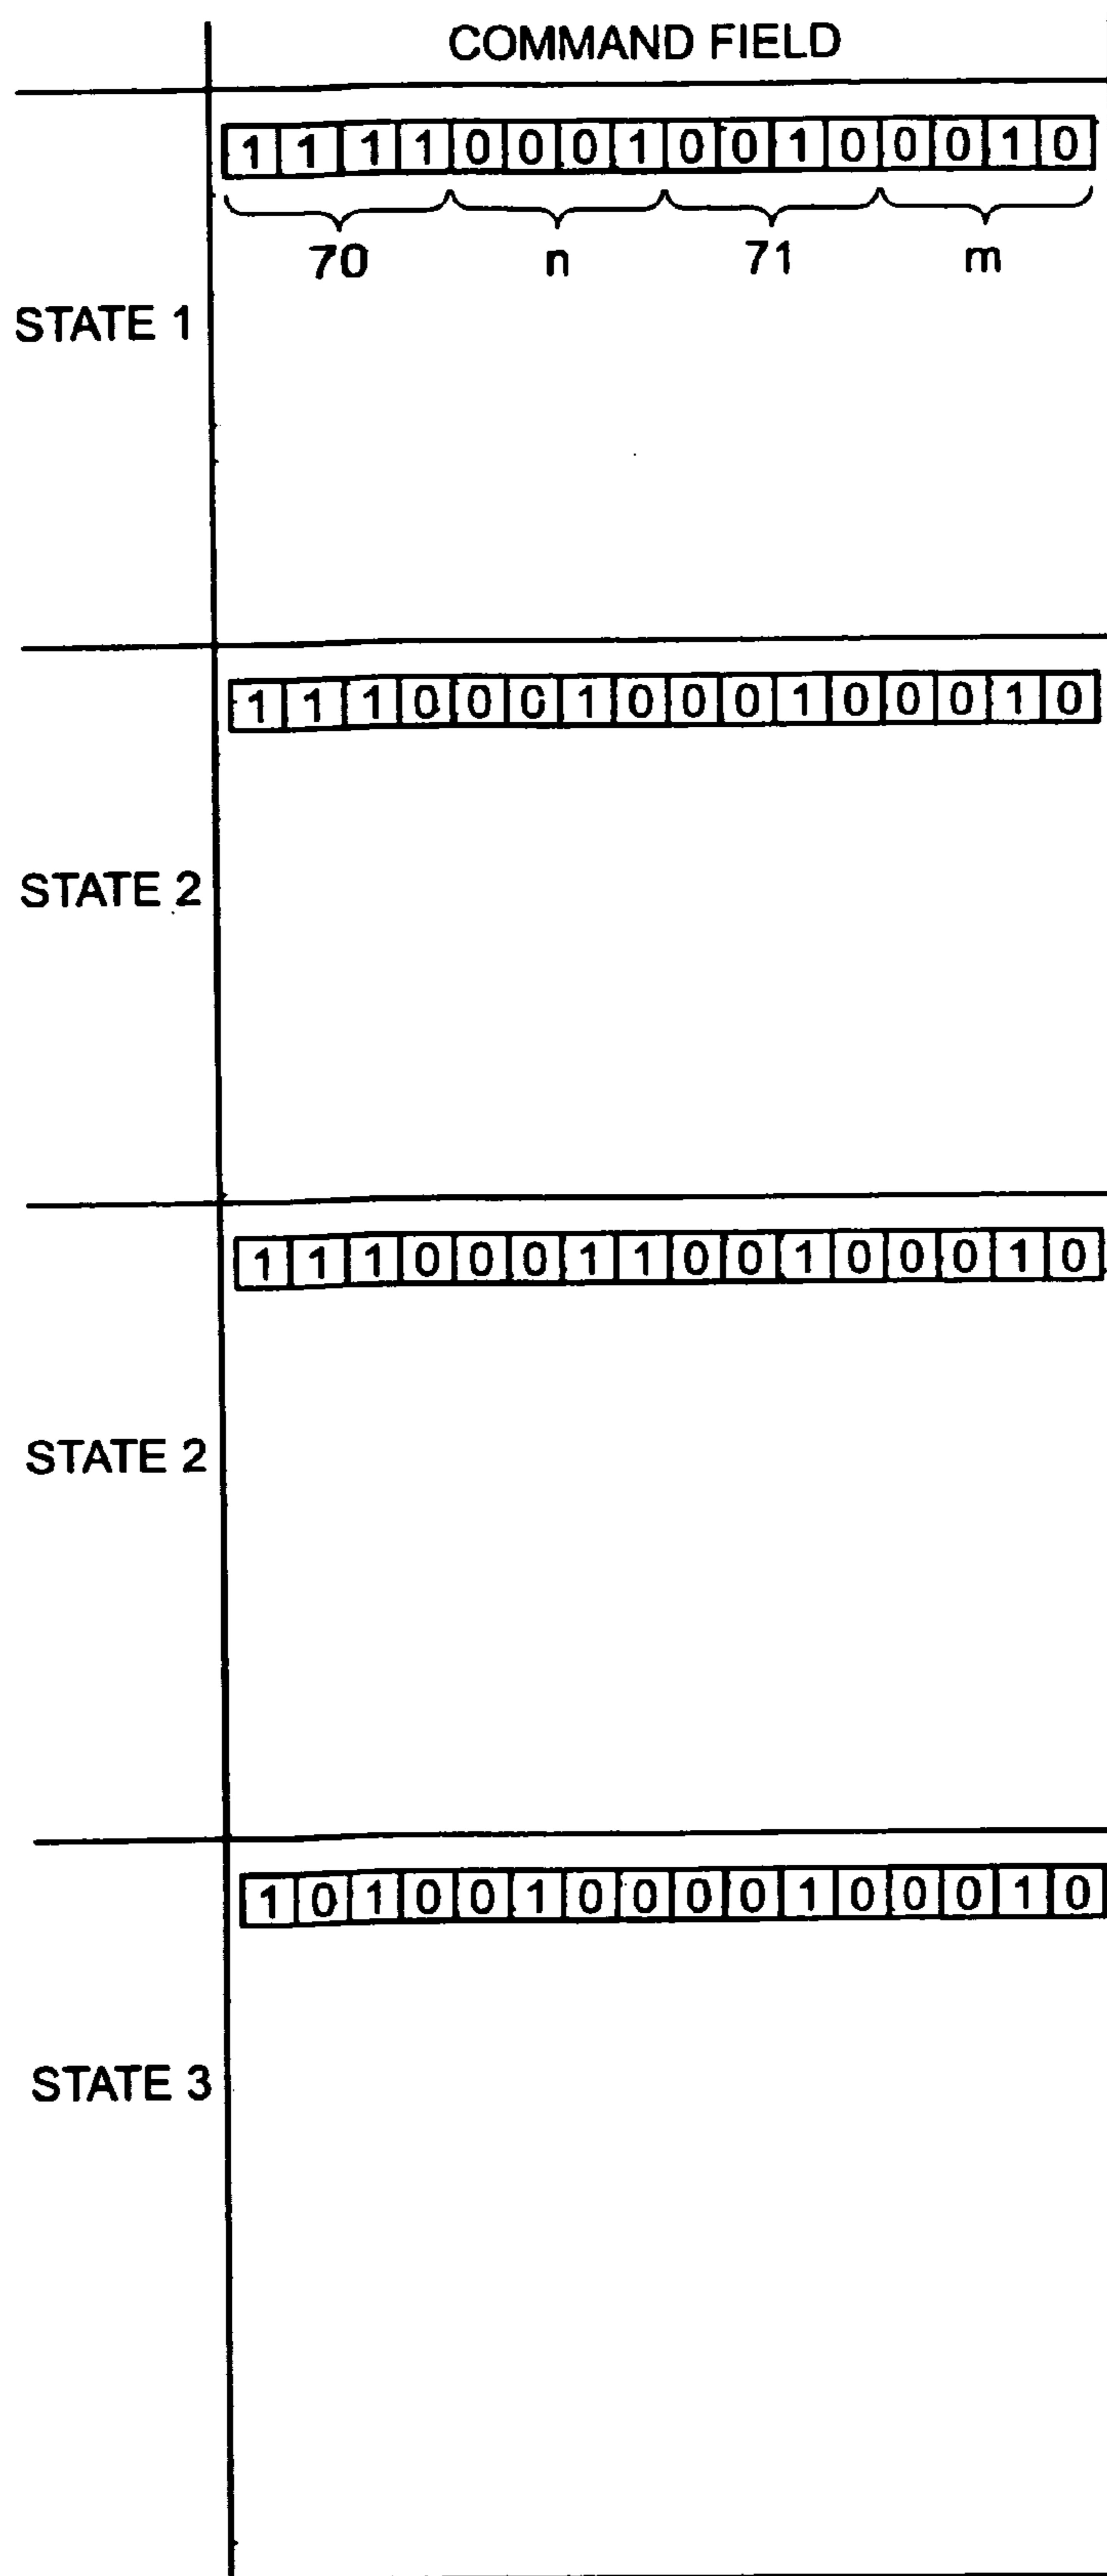 COMMAND FIELD
1 1 1 1 0 0 0 1 0 0 1 0 0 0 1 0
70 n 71 m
STATE 1
1 1 1 0 0 0 1 0 0 0 1 0 0 0 1 0
STATE 2
1 1 1 0 0 0 1 1 0 0 1 0 0 0 1 0
STATE 2
1 0 1 0 0 1 0 0 0 0 1 0 0 0 1 0
STATE 3